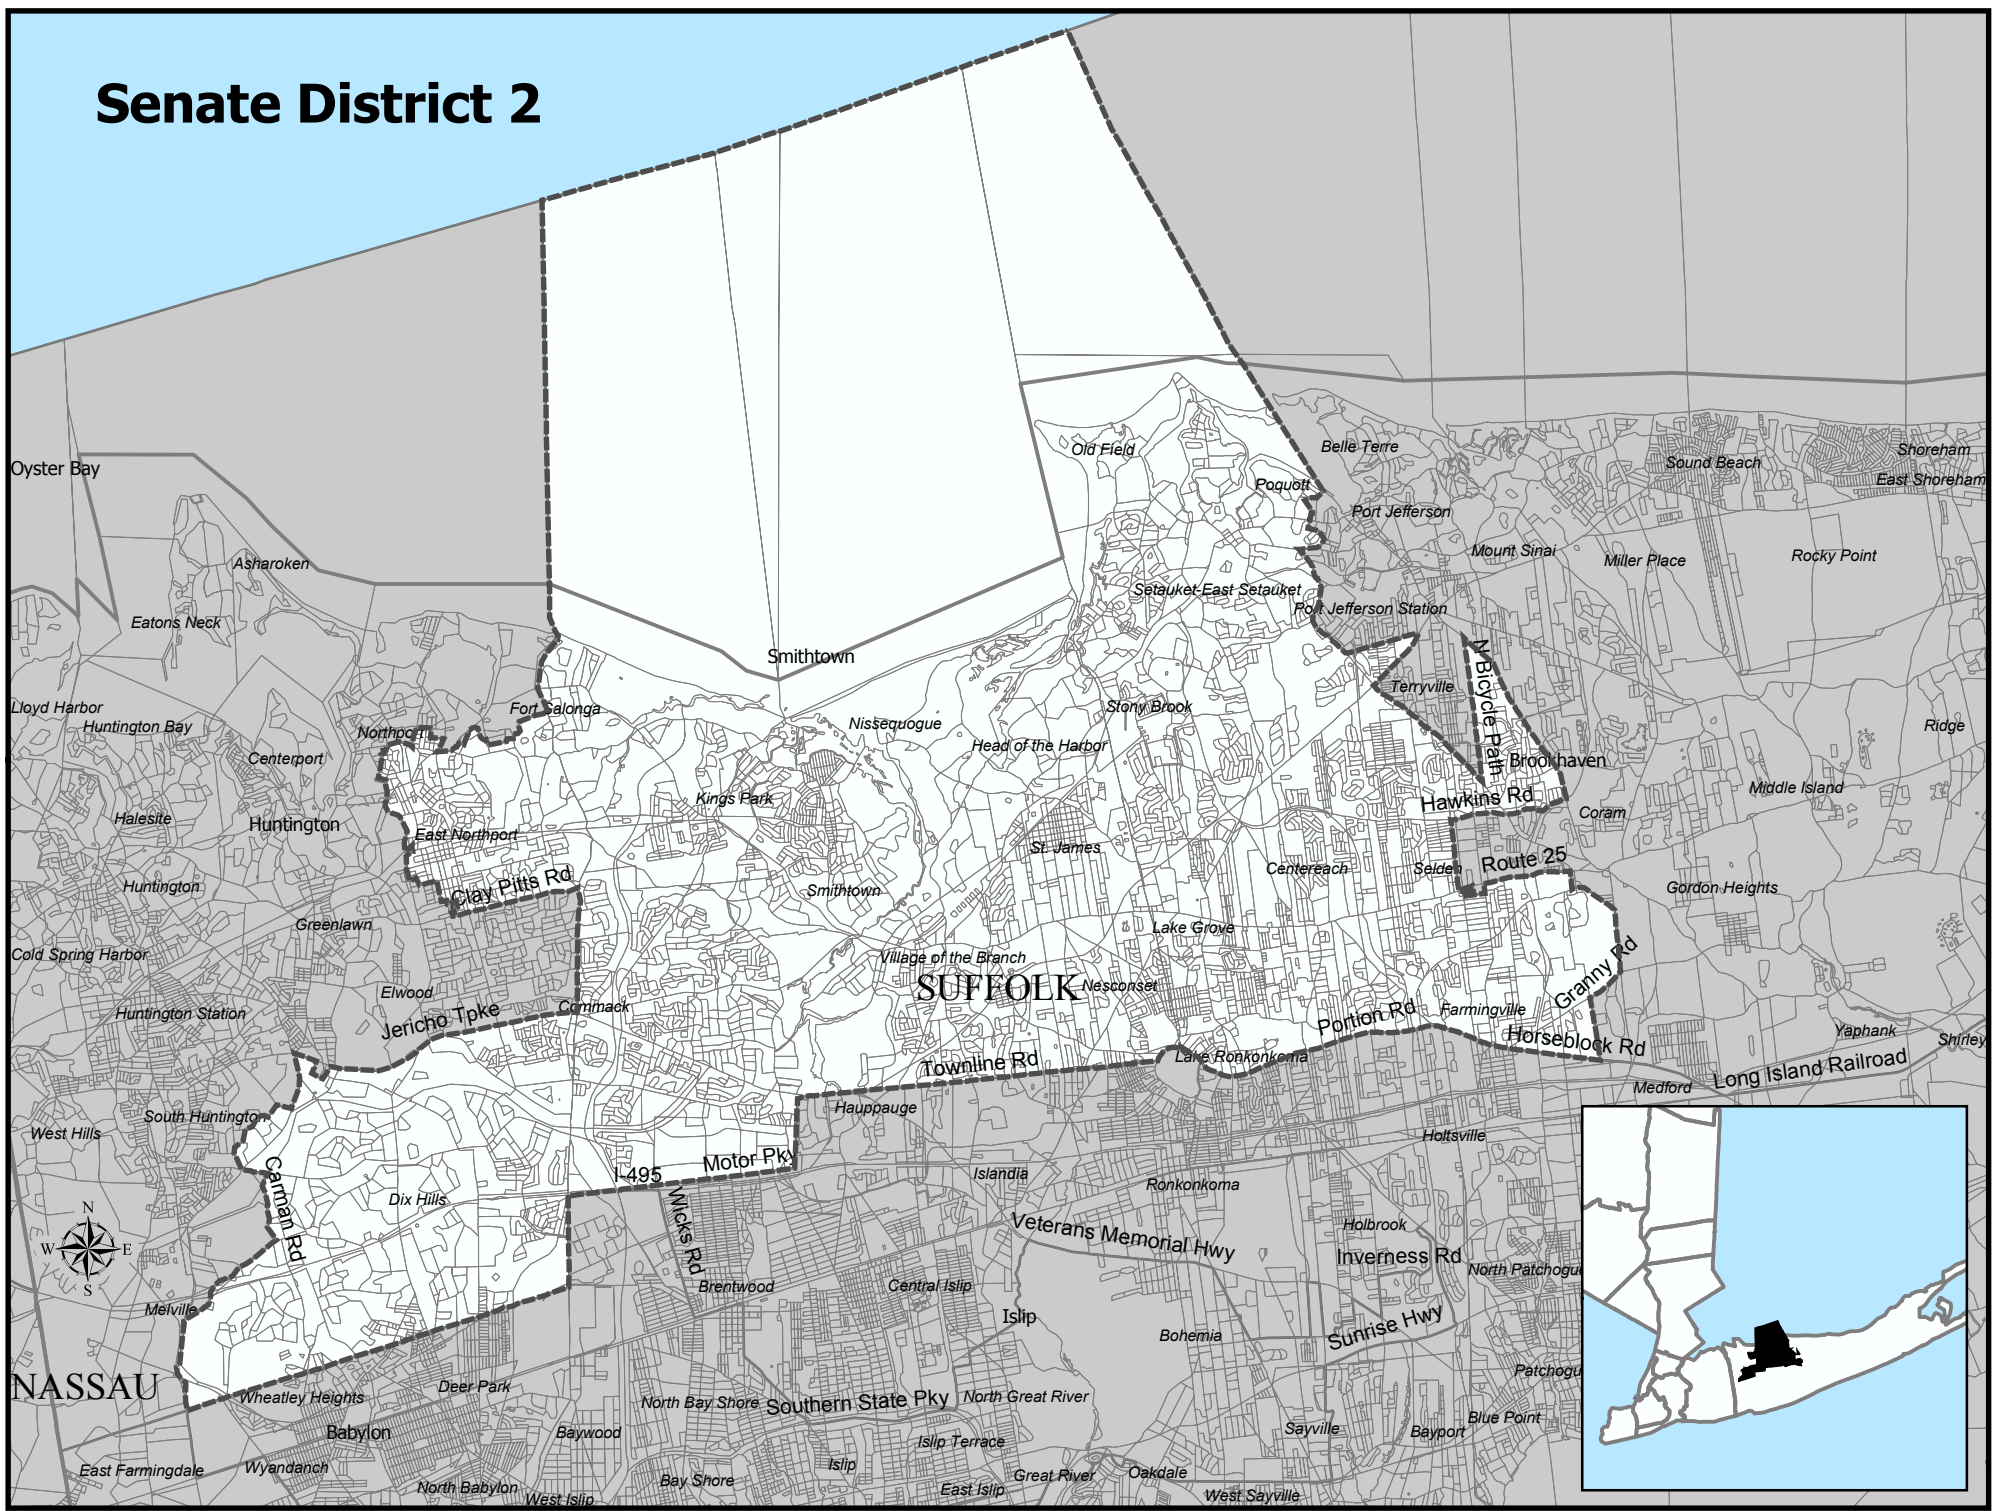 Senate District 2
Old Field
Belle Terre
Shoreham
Oyster Bay
Sound Beach
East Shoreham
Poquott
Port Jefferson
Mount Sinai
Miller Place
Rocky Point
Asharoken
Setauket-East Setauket
Port Jefferson Station
Eatons Neck
Smithtown
N Bicycle Path
Terryville
Lloyd Harbor
Huntington Bay
Fort Salonga
Northport
Nissequogue
Stony Brook
Ridge
Centerport
Head of the Harbor
Brookhaven
Kings Park
Hawkins Rd
Middle Island
Halesite
Huntington
East Northport
Coram
St. James
Centereach
Selden
Route 25
Huntington
Clay Pitts Rd
Smithtown
Gordon Heights
Greenlawn
Lake Grove
Cold Spring Harbor
Village of the Branch
SUFFOLK
Nesconset
Granny Rd
Elwood
Commack
Huntington Station
Jericho Tpke
Portion Rd
Farmingville
Horseblock Rd
Yaphank
Shirley
Townline Rd
Lake Ronkonkoma
Long Island Railroad
Medford
Hauppauge
South Huntington
West Hills
Holtsville
Motor Pky
I-495
Islandia
Ronkonkoma
Carman Rd
Dix Hills
Wicks Rd
Veterans Memorial Hwy
Holbrook
Inverness Rd
North Patchogu
N
W
E
S
Brentwood
Central Islip
Melville
Islip
Bohemia
Sunrise Hwy
Patchogu
NASSAU
Wheatley Heights
Deer Park
North Bay Shore
Southern State Pky
North Great River
Babylon
Baywood
Sayville
Bayport
Blue Point
Islip Terrace
East Farmingdale
Wyandanch
Islip
North Babylon
Bay Shore
Great River
Oakdale
West Islip
East Islip
West Sayville